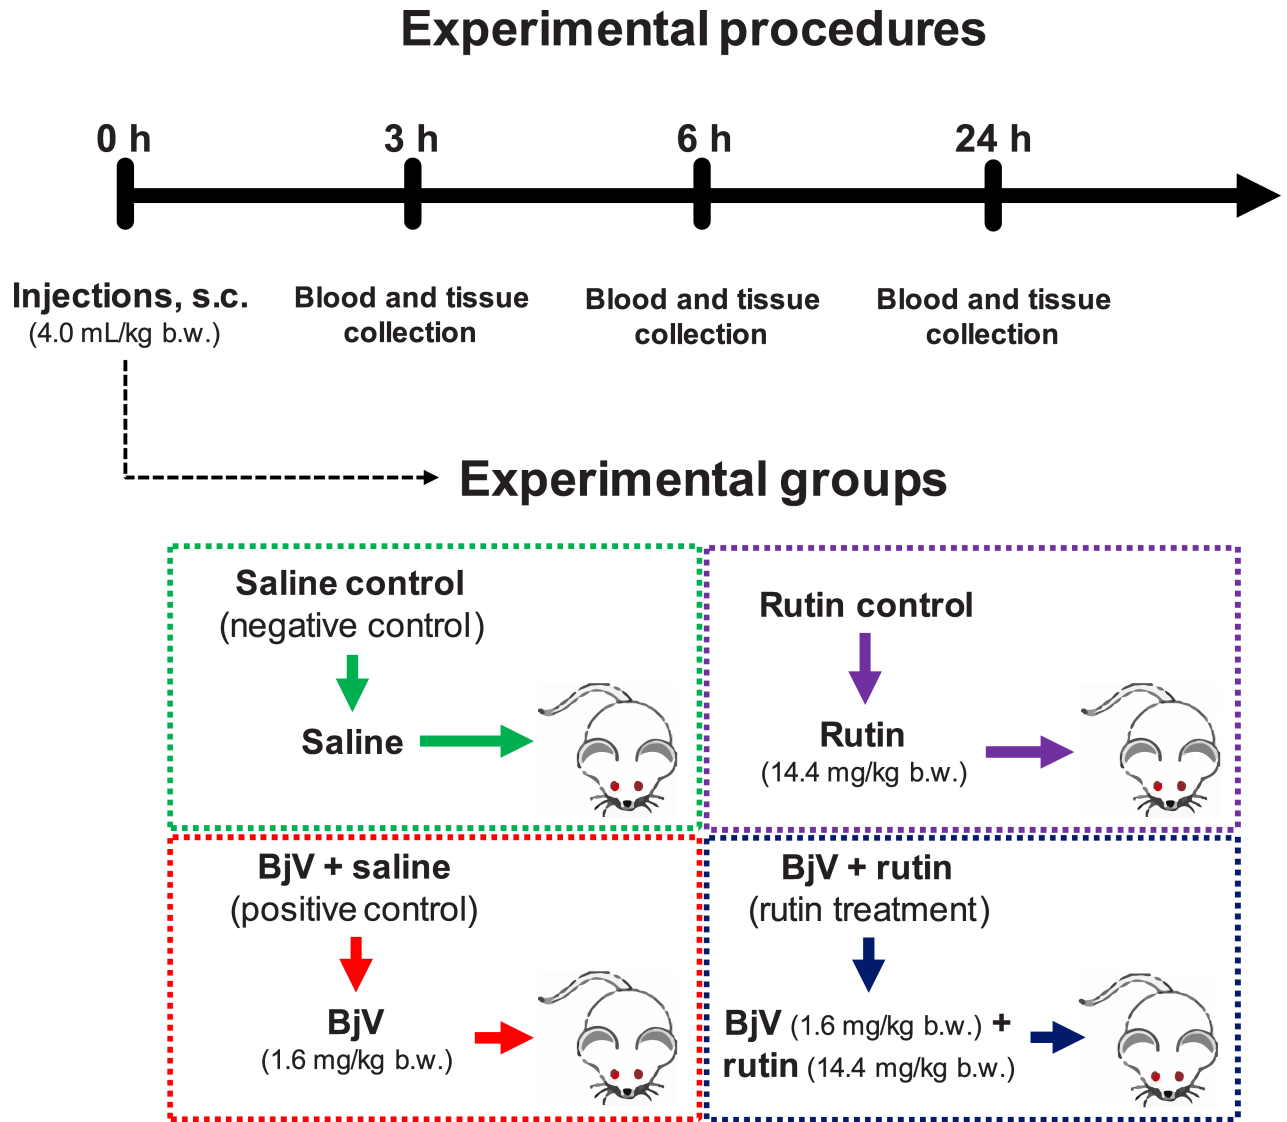 Experimental procedures
0 h
3 h
6 h
24 h
Injections, s.c.
(4.0 mL/kg b.w.)
Blood and tissue
collection
Blood and tissue
collection
Blood and tissue
collection
Experimental groups
Saline control
(negative control)
Saline
Rutin control
Rutin
(14.4 mg/kg b.w.)
BjV + saline
(positive control)
BjV
(1.6 mg/kg b.w.)
BjV + rutin
(rutin treatment)
BjV (1.6 mg/kg b.w.) +
rutin (14.4 mg/kg b.w.)